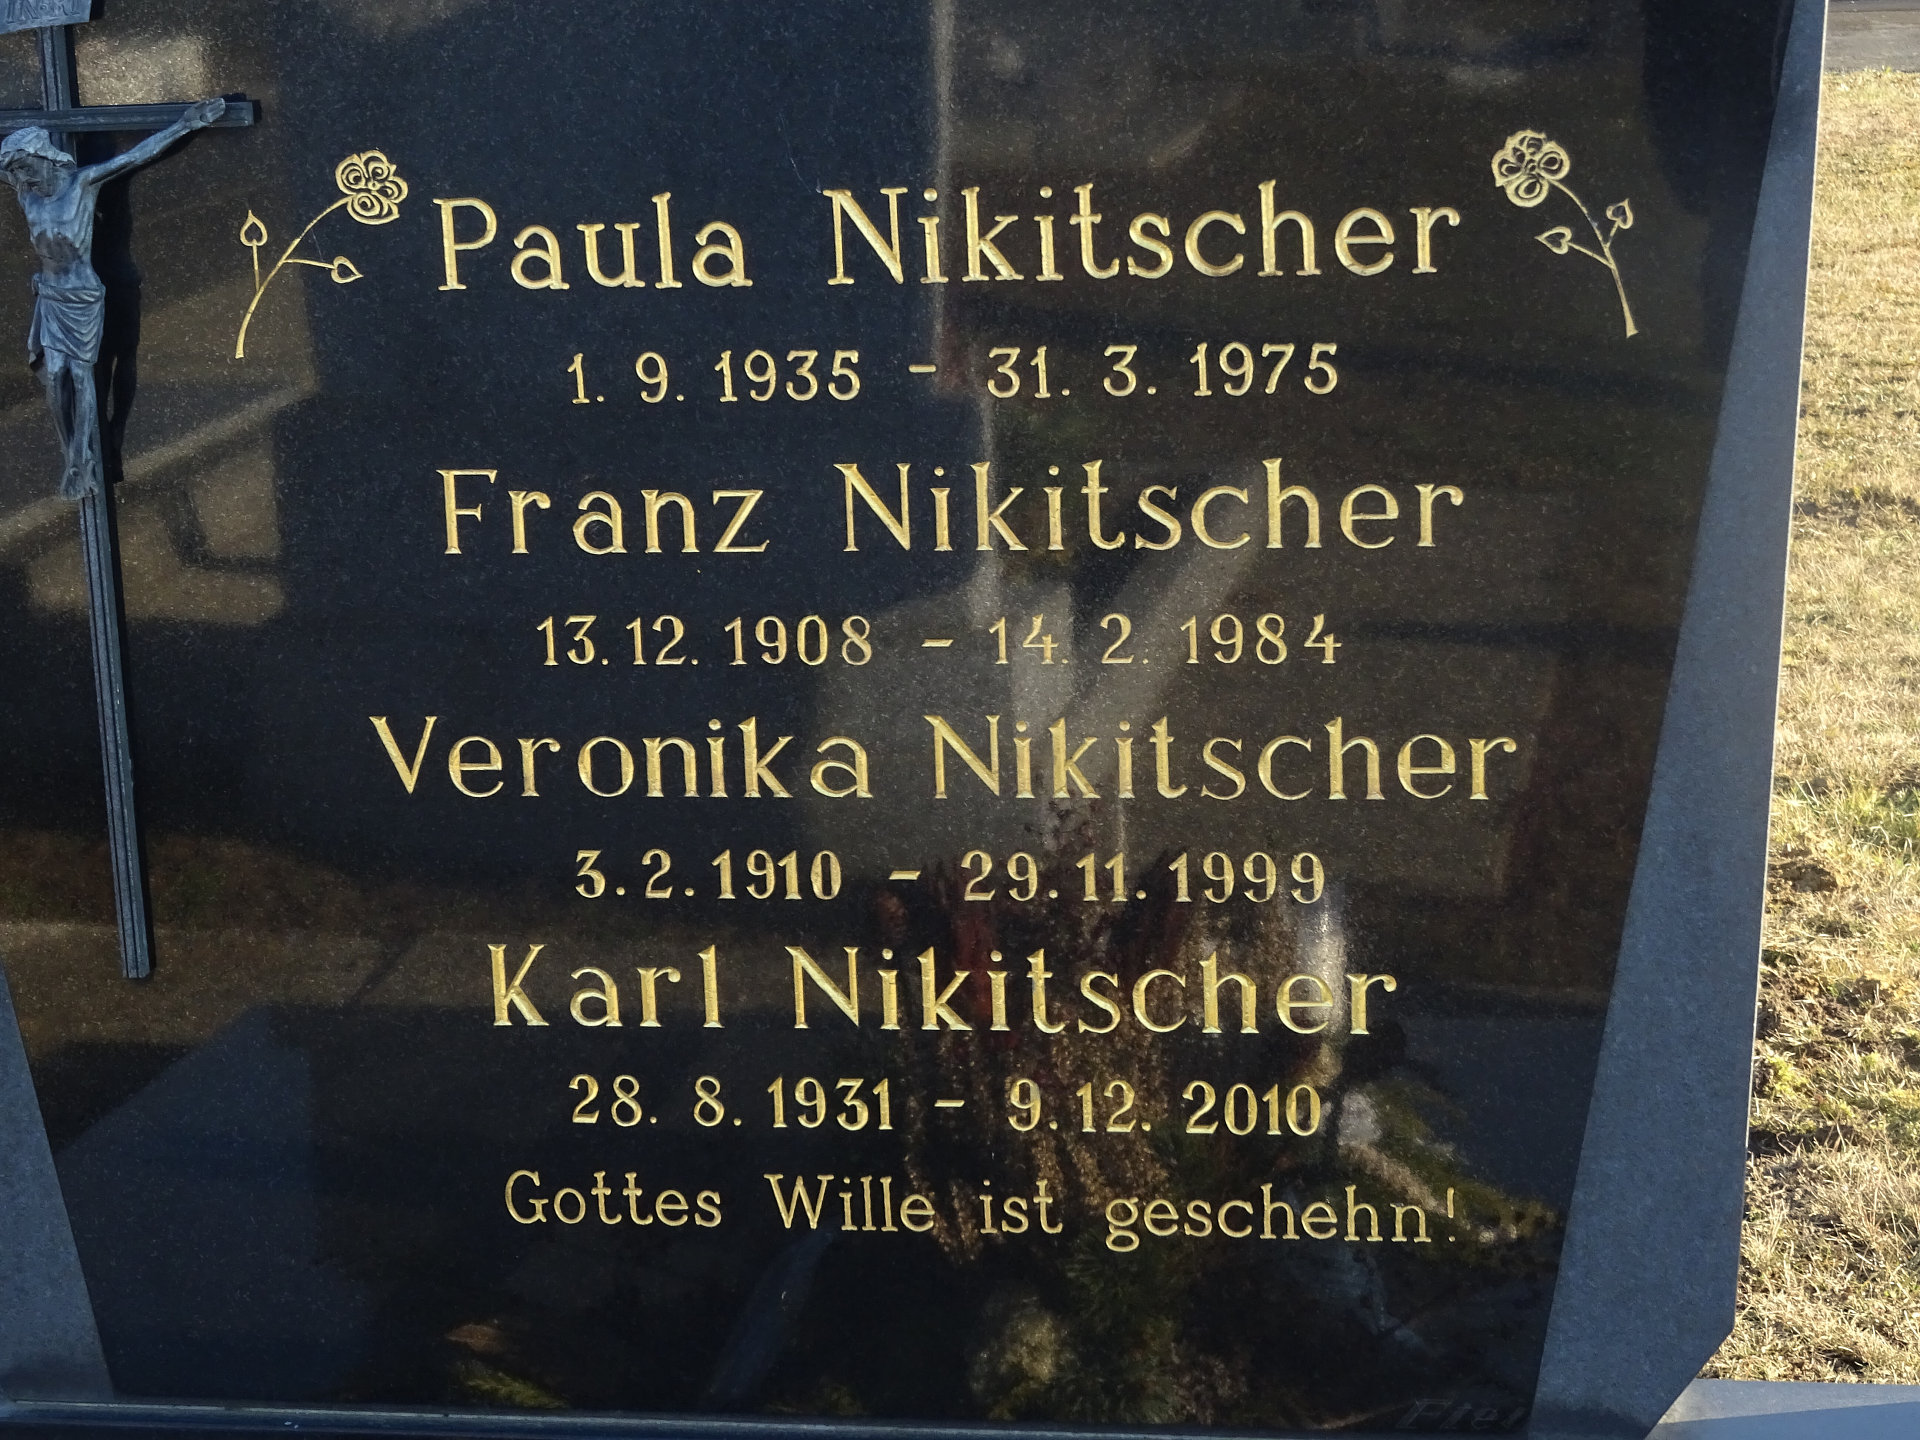 Paula Nikitscher
1. 9. 1935 - 31. 3. 1975
Franz Nikitscher
13. 12. 1908 - 14. 2. 1984
Veronika Nikitscher
3. 2. 1910 - 29. 11. 1999
Karl Nikitscher
28. 8. 1931 - 9. 12. 2010
Gottes Wille ist geschehn!